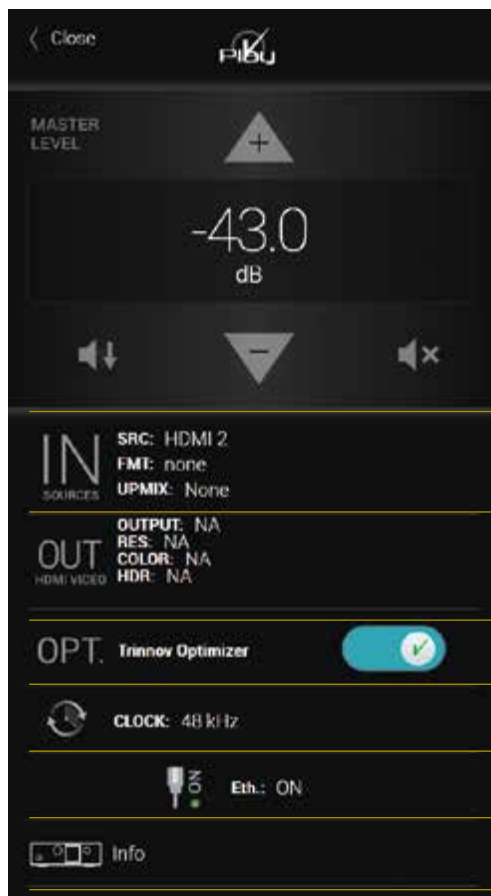 Close
MASTER
LEVEL
+
-43.0
dB
−
IN
SOURCES
SRC: HDMI 2
FMT: none
UPMIX: None
OUT
HDMI VIDEO
OUTPUT: NA
RES: NA
COLOR: NA
HDR: NA
OPT. Trinnov Optimizer
CLOCK: 48 kHz
ON
Eth.: ON
Info